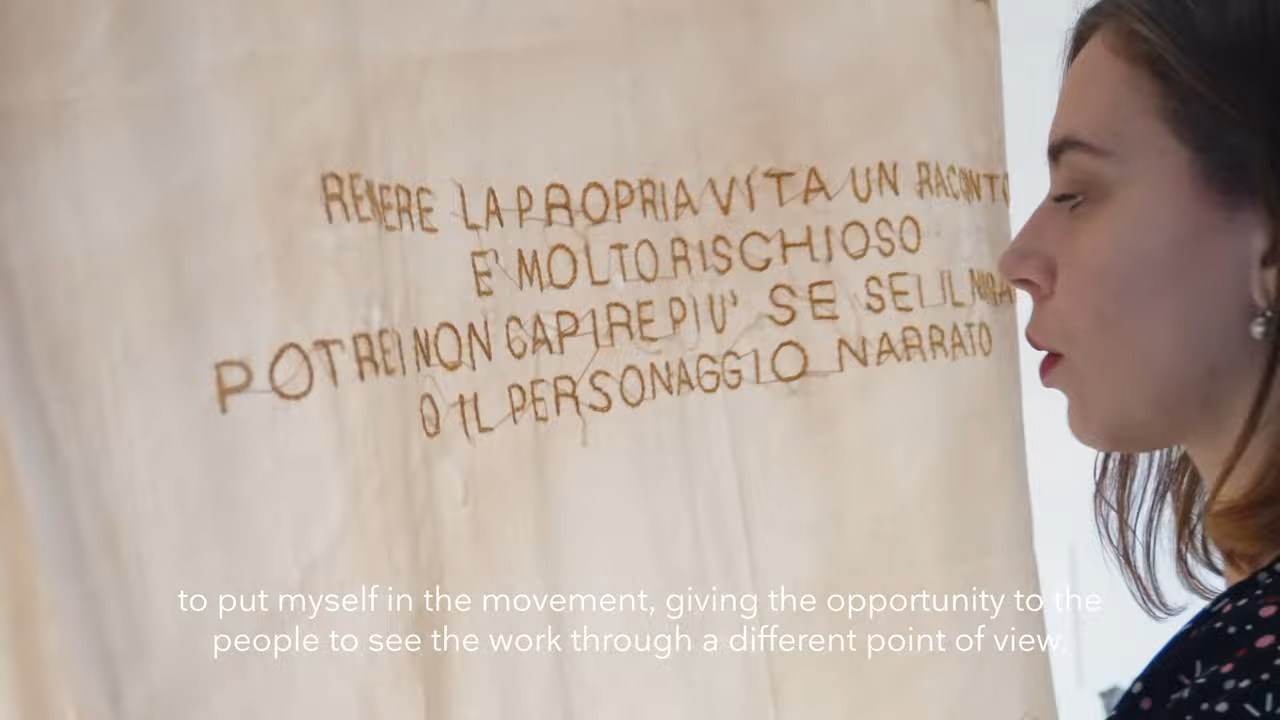 RENERE LA PROPRIA VITA UN RACONTO
E' MOLTO RISCHIOSO
POTREI NON CAPIRE PIU' SE SEI IL
O IL PERSONAGGIO NARRATO
to put myself in the movement, giving the opportunity to the
people to see the work through a different point of view.